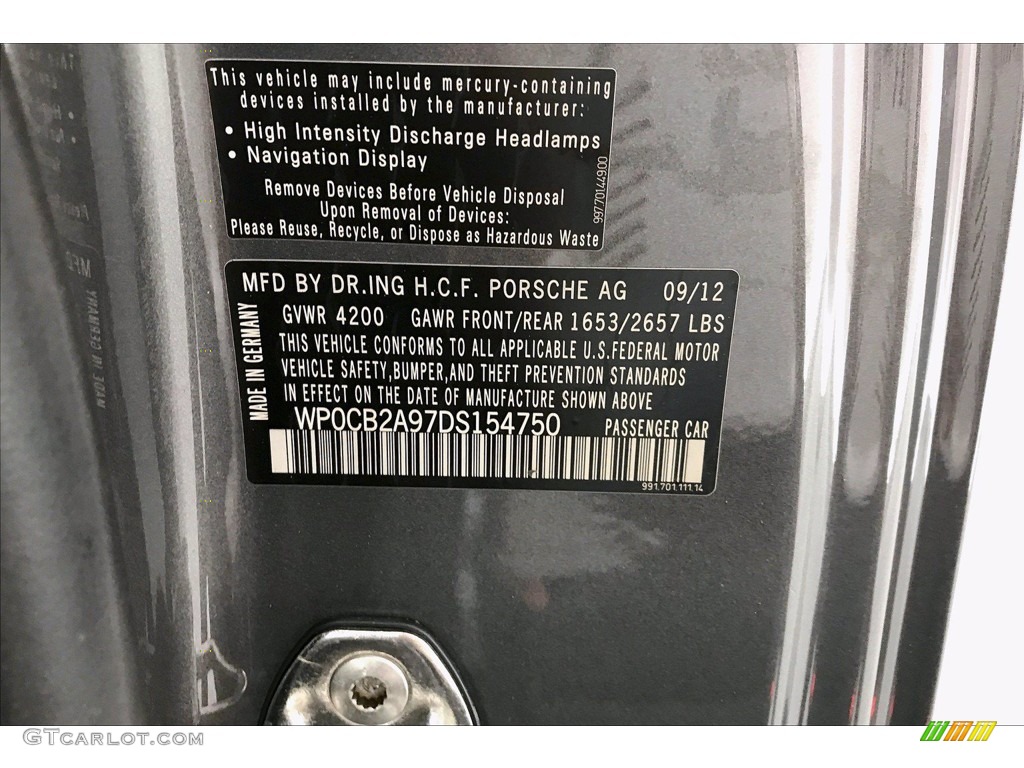 This vehicle may include mercury-containing
devices installed by the manufacturer:
• High Intensity Discharge Headlamps
• Navigation Display
Remove Devices Before Vehicle Disposal
Upon Removal of Devices:
Please Reuse, Recycle, or Dispose as Hazardous Waste
99770144900
MFD BY DR.ING H.C.F. PORSCHE AG 09/12
GVWR 4200 GAWR FRONT/REAR 1653/2657 LBS
THIS VEHICLE CONFORMS TO ALL APPLICABLE U.S.FEDERAL MOTOR
VEHICLE SAFETY,BUMPER,AND THEFT PREVENTION STANDARDS
IN EFFECT ON THE DATE OF MANUFACTURE SHOWN ABOVE
MADE IN GERMANY
WP0CB2A97DS154750 PASSENGER CAR
991.701.111.14
GTCARLOT.COM